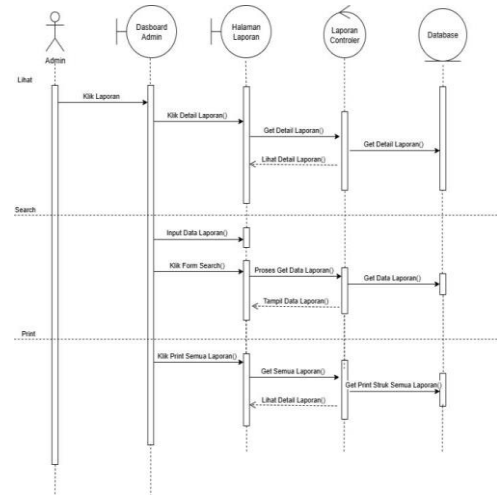 Dasboard
Admin
Halaman
Laporan
Laporan
Controler
Database
Admin
Lihat
Klik Laporan
Klik Detail Laporan()
Get Detail Laporan()
Get Detail Laporan()
Lihat Detail Laporan()
Search
Input Data Laporan()
Klik Form Search()
Proses Get Data Laporan()
Get Data Laporan()
Tampil Data Laporan()
Print
Klik Print Semua Laporan()
Get Semua Laporan()
Get Print Struk Semua Laporan()
Lihat Detail Laporan()